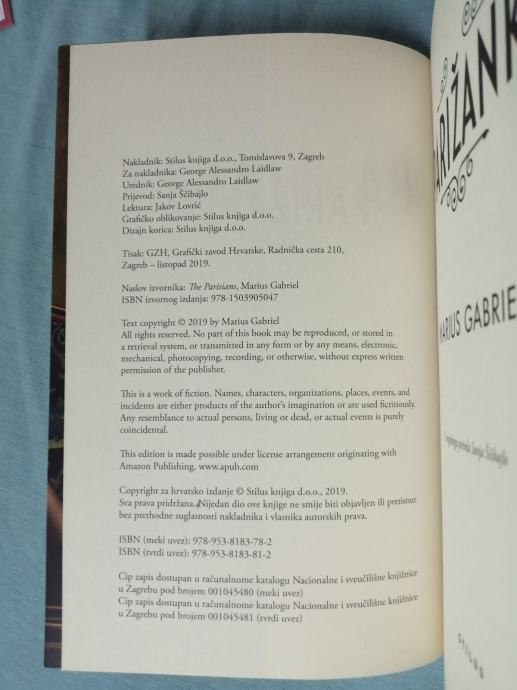 Nakladnik: Stilus knjiga d.o.o., Tomislavova 9, Zagreb
Za nakladnika: George Alessandro Laidlaw
Urednik: George Alessandro Laidlaw
Prijevod: Sanja Ščibajlo
Lektura: Jakov Lovrić
Grafičko oblikovanje: Stilus knjiga d.o.o.
Dizajn korica: Stilus knjiga d.o.o.
Tisak: GZH, Grafički zavod Hrvatske, Radnička cesta 210,
Zagreb – listopad 2019.
Naslov izvornika: The Parisians, Marius Gabriel
ISBN izvornog izdanja: 978-1503905047
Text copyright © 2019 by Marius Gabriel
All rights reserved. No part of this book may be reproduced, or stored in
a retrieval system, or transmitted in any form or by any means, electronic,
mechanical, photocopying, recording, or otherwise, without express written
permission of the publisher.
This is a work of fiction. Names, characters, organizations, places, events, and
incidents are either products of the author's imagination or are used fictitiously.
Any resemblance to actual persons, living or dead, or actual events is purely
coincidental.
This edition is made possible under license arrangement originating with
Amazon Publishing, www.apub.com
Copyright za hrvatsko izdanje © Stilus knjiga d.o.o., 2019.
Sva prava pridržana. Nijedan dio ove knjige ne smije biti objavljen ili pretisnut
bez prethodne suglasnosti nakladnika i vlasnika autorskih prava.
ISBN (meki uvez): 978-953-8183-78-2
ISBN (tvrdi uvez): 978-953-8183-81-2
Cip zapis dostupan u računalnome katalogu Nacionalne i sveučilišne knjižnice
u Zagrebu pod brojem 001045480 (meki uvez)
Cip zapis dostupan u računalnome katalogu Nacionalne i sveučilišne knjižnice
u Zagrebu pod brojem 001045481 (tvrdi uvez)
ARIŽANK
MARIUS GABRIE
S engleskoga prevela Sanja Ščibajlo
STILUS